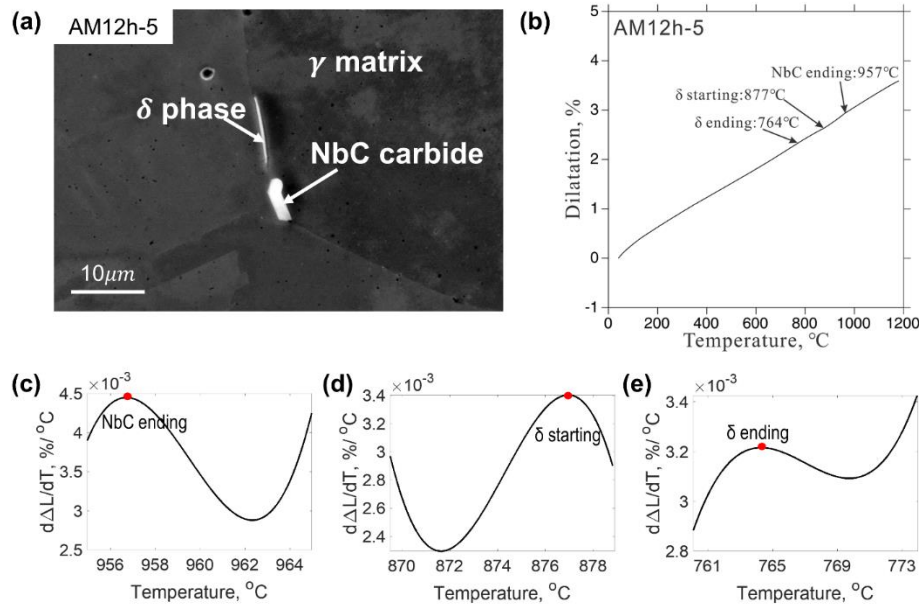 (a)
AM12h-5
γ matrix
δ phase
NbC carbide
10μm
(b)
AM12h-5
NbC ending:957℃
δ starting:877℃
δ ending:764℃
Dilatation, %
5
4
3
2
1
0
-1
0 200 400 600 800 1000 1200
Temperature, ℃
(c)
×10⁻³
4.5
4
3.5
3
2.5
NbC ending
dΔL/dT, %/°C
956 958 960 962 964
Temperature, °C
(d)
×10⁻³
3.4
3.2
3
2.8
2.6
2.4
δ starting
dΔL/dT, %/°C
870 872 874 876 878
Temperature, °C
(e)
×10⁻³
3.4
3.2
3
2.8
δ ending
dΔL/dT, %/°C
761 765 769 773
Temperature, °C